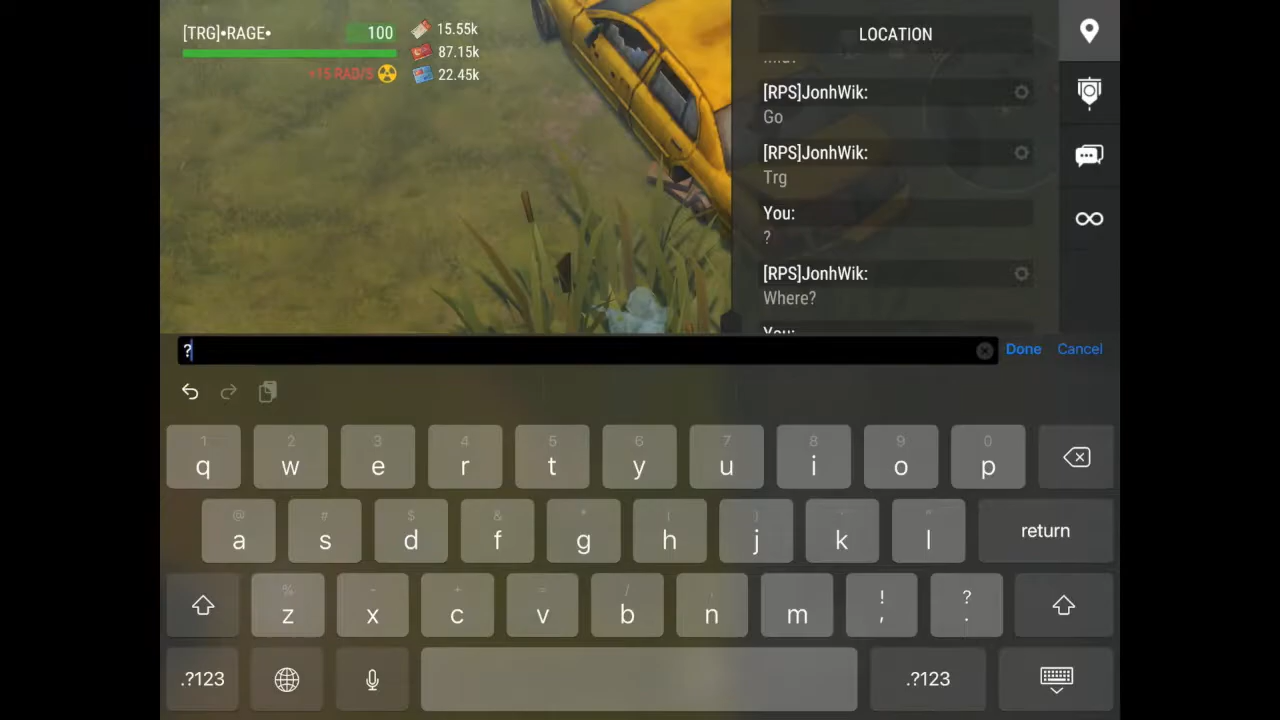 [TRG]•RAGE•
100
15.55k
87.15k
+15 RAD/S
22.45k
LOCATION
[RPS]JonhWik:
Go
[RPS]JonhWik:
Trg
You:
?
[RPS]JonhWik:
Where?
You:
?
Done
Cancel
1 2 3 4 5 6 7 8 9 0
q w e r t y u i o p
@ # $ & * ( ) ' "
a s d f g h j k l
return
% - + = / ; ! ?
z x c v b n m , .
.?123
.?123